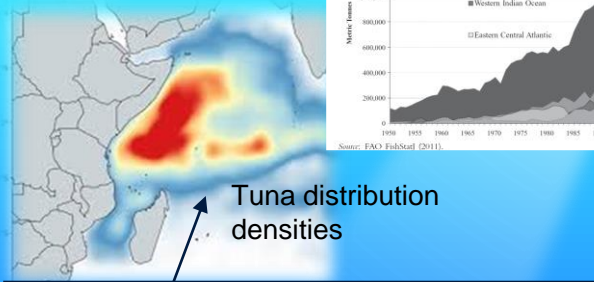 Metric Tonnes
800,000
600,000
400,000
200,000
0
Western Indian Ocean
Eastern Central Atlantic
1950 1955 1960 1965 1970 1975 1980 1985
Source: FAO FishStatJ (2011).
Tuna distribution
densities